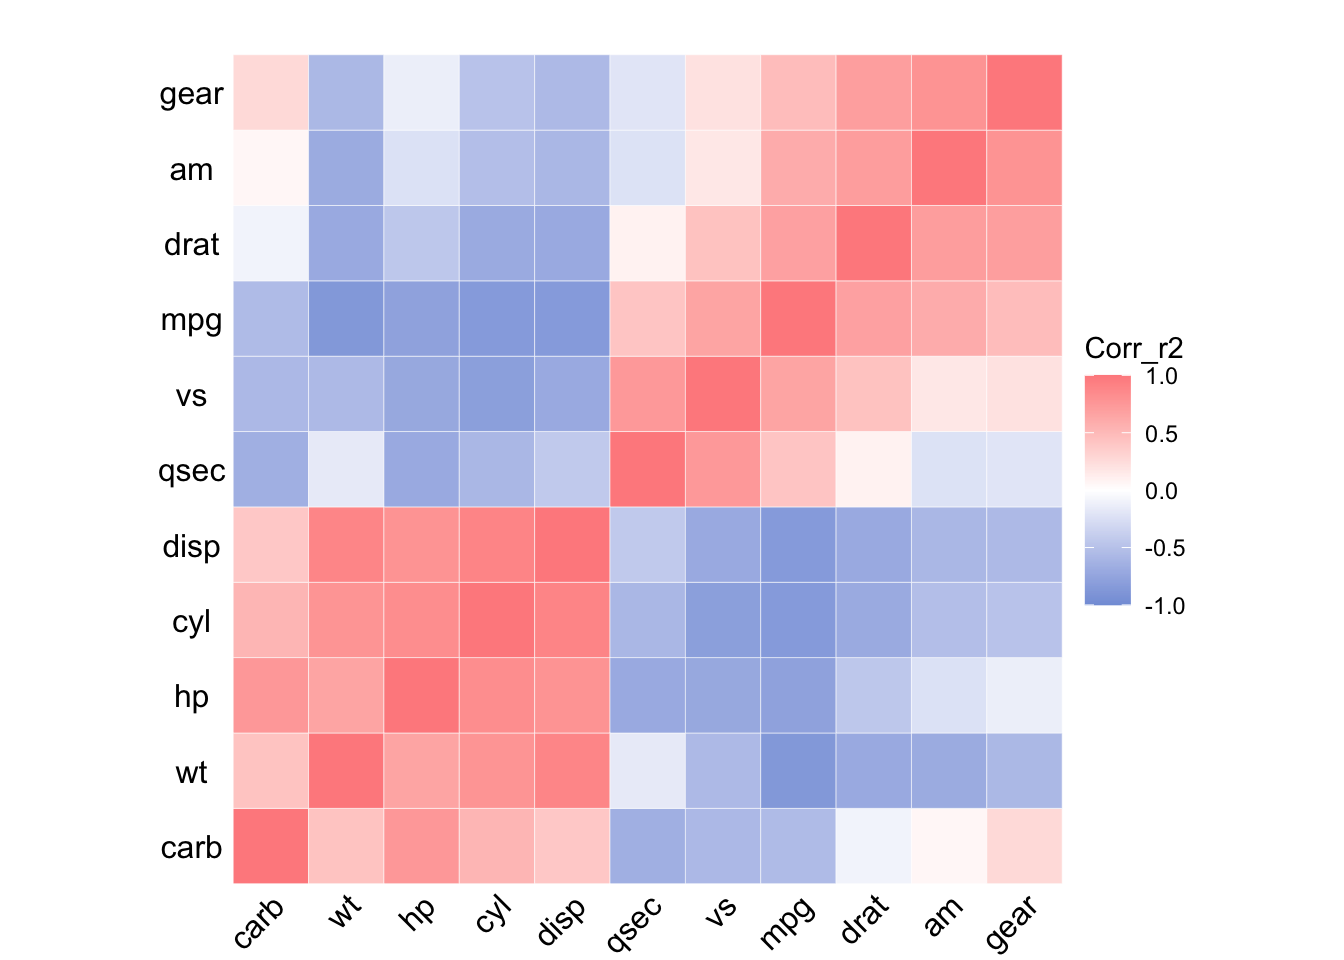 gear
am
drat
mpg
vs
qsec
disp
cyl
hp
wt
carb
carb
wt
hp
cyl
disp
qsec
vs
mpg
drat
am
gear
Corr_r2
1.0
0.5
0.0
-0.5
-1.0